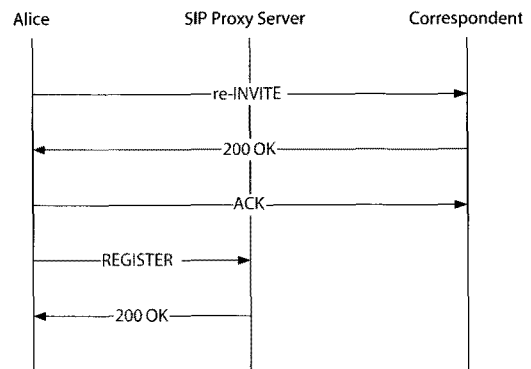 Alice SIP Proxy Server Correspondent
re-INVITE
200 OK
ACK
REGISTER
200 OK